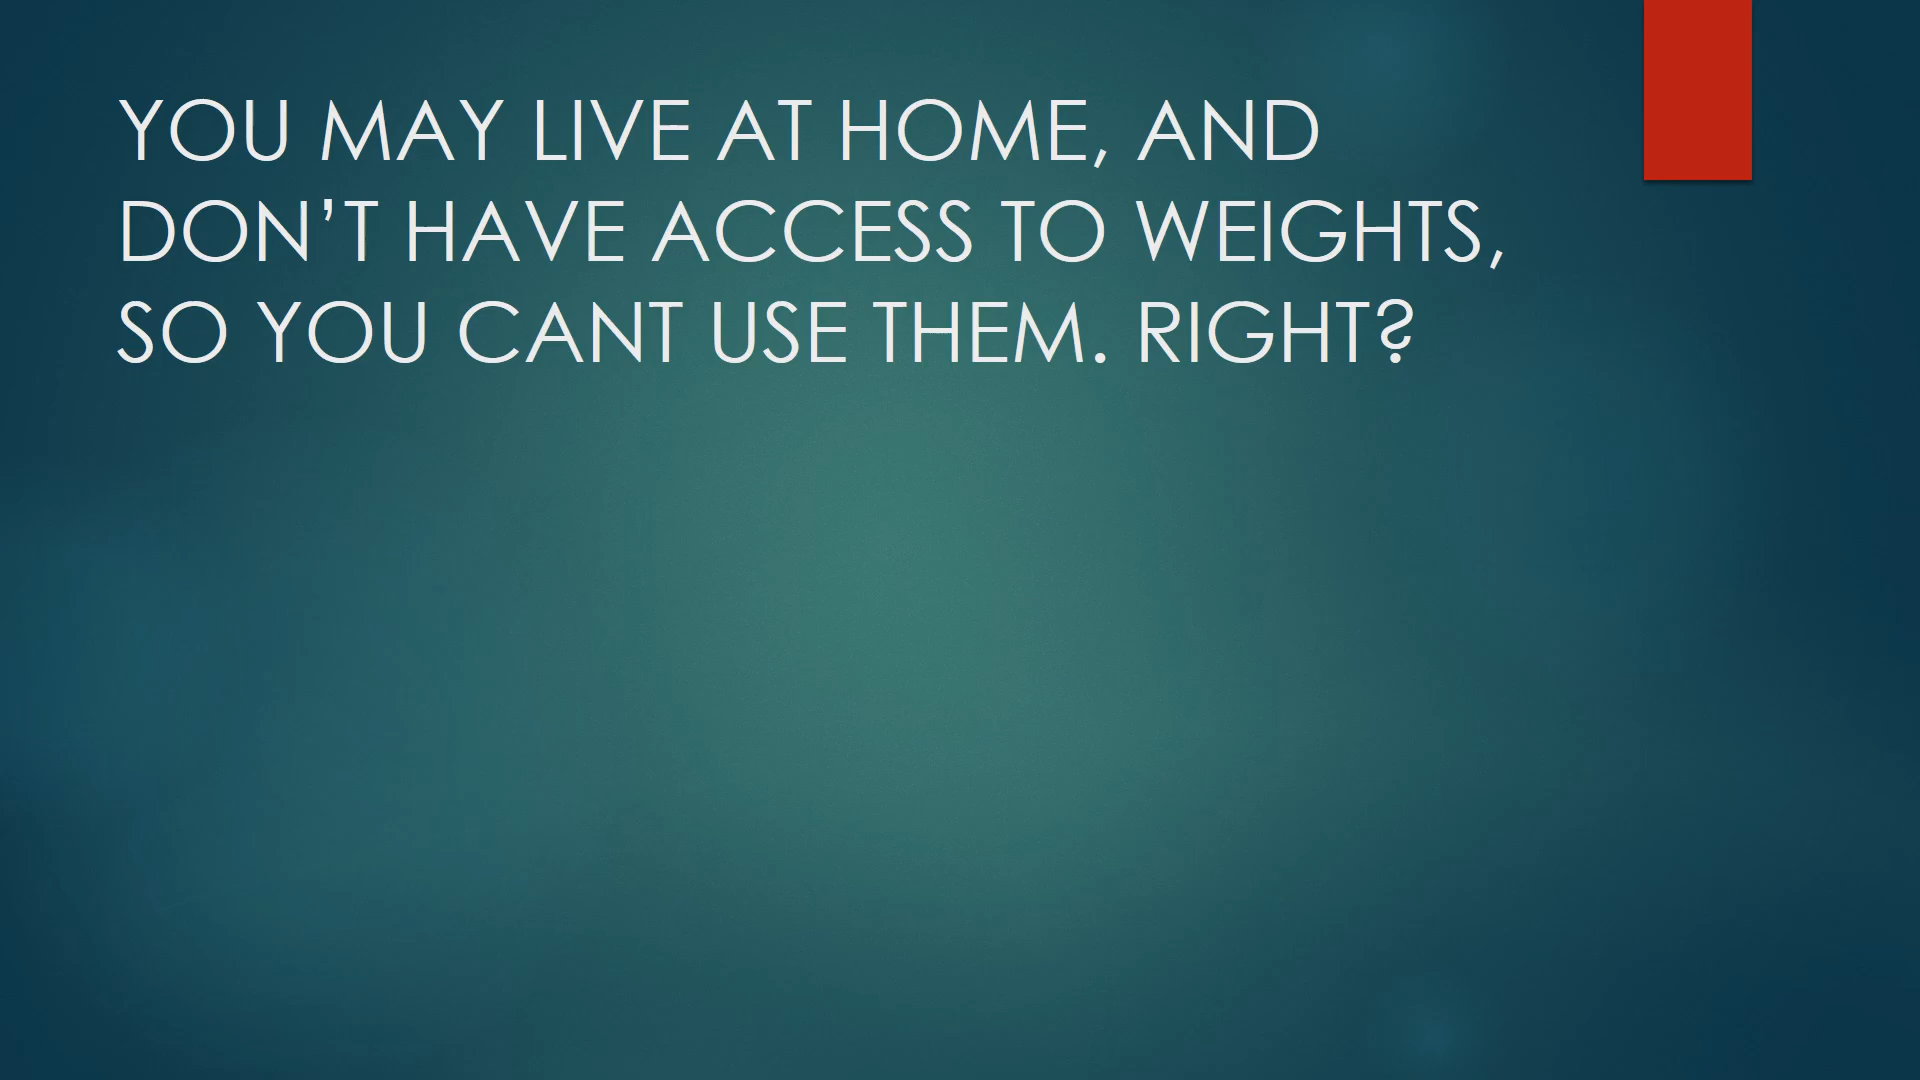 YOU MAY LIVE AT HOME, AND
DON’T HAVE ACCESS TO WEIGHTS,
SO YOU CANT USE THEM. RIGHT?